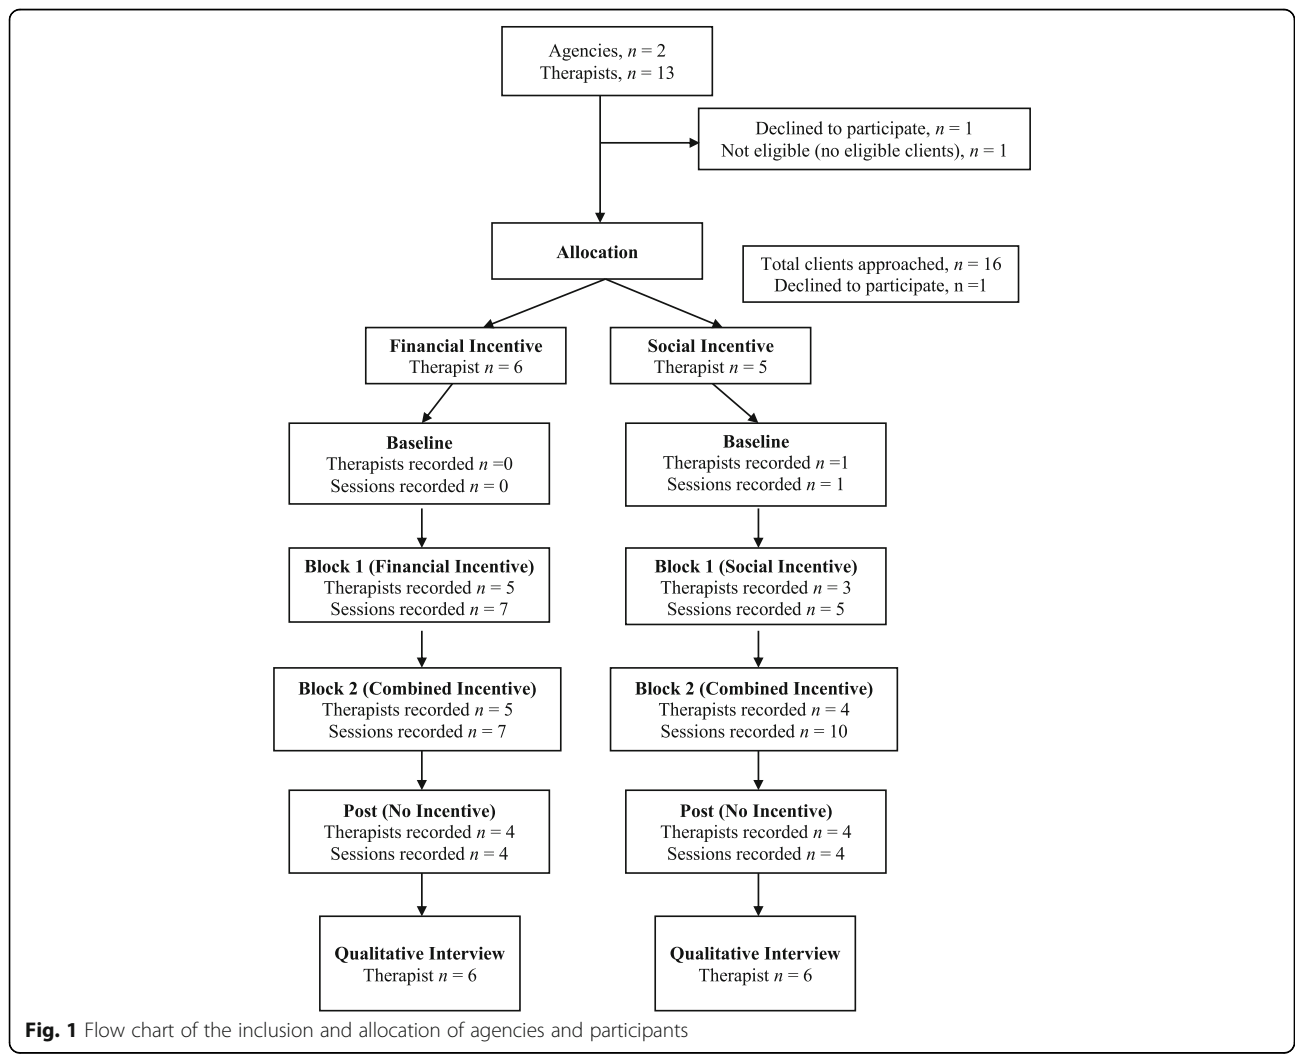 Agencies, n = 2
Therapists, n = 13
Declined to participate, n = 1
Not eligible (no eligible clients), n = 1
Allocation
Total clients approached, n = 16
Declined to participate, n =1
Financial Incentive
Therapist n = 6
Social Incentive
Therapist n = 5
Baseline
Therapists recorded n =0
Sessions recorded n = 0
Baseline
Therapists recorded n =1
Sessions recorded n = 1
Block 1 (Financial Incentive)
Therapists recorded n = 5
Sessions recorded n = 7
Block 1 (Social Incentive)
Therapists recorded n = 3
Sessions recorded n = 5
Block 2 (Combined Incentive)
Therapists recorded n = 5
Sessions recorded n = 7
Block 2 (Combined Incentive)
Therapists recorded n = 4
Sessions recorded n = 10
Post (No Incentive)
Therapists recorded n = 4
Sessions recorded n = 4
Post (No Incentive)
Therapists recorded n = 4
Sessions recorded n = 4
Qualitative Interview
Therapist n = 6
Qualitative Interview
Therapist n = 6
Fig. 1 Flow chart of the inclusion and allocation of agencies and participants